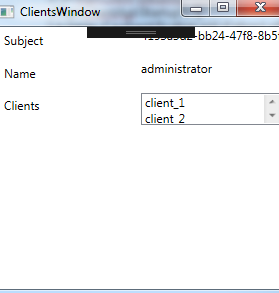 ClientsWindow
Subject
bb24-47f8-8b5
Name administrator
Clients client_1
client_2